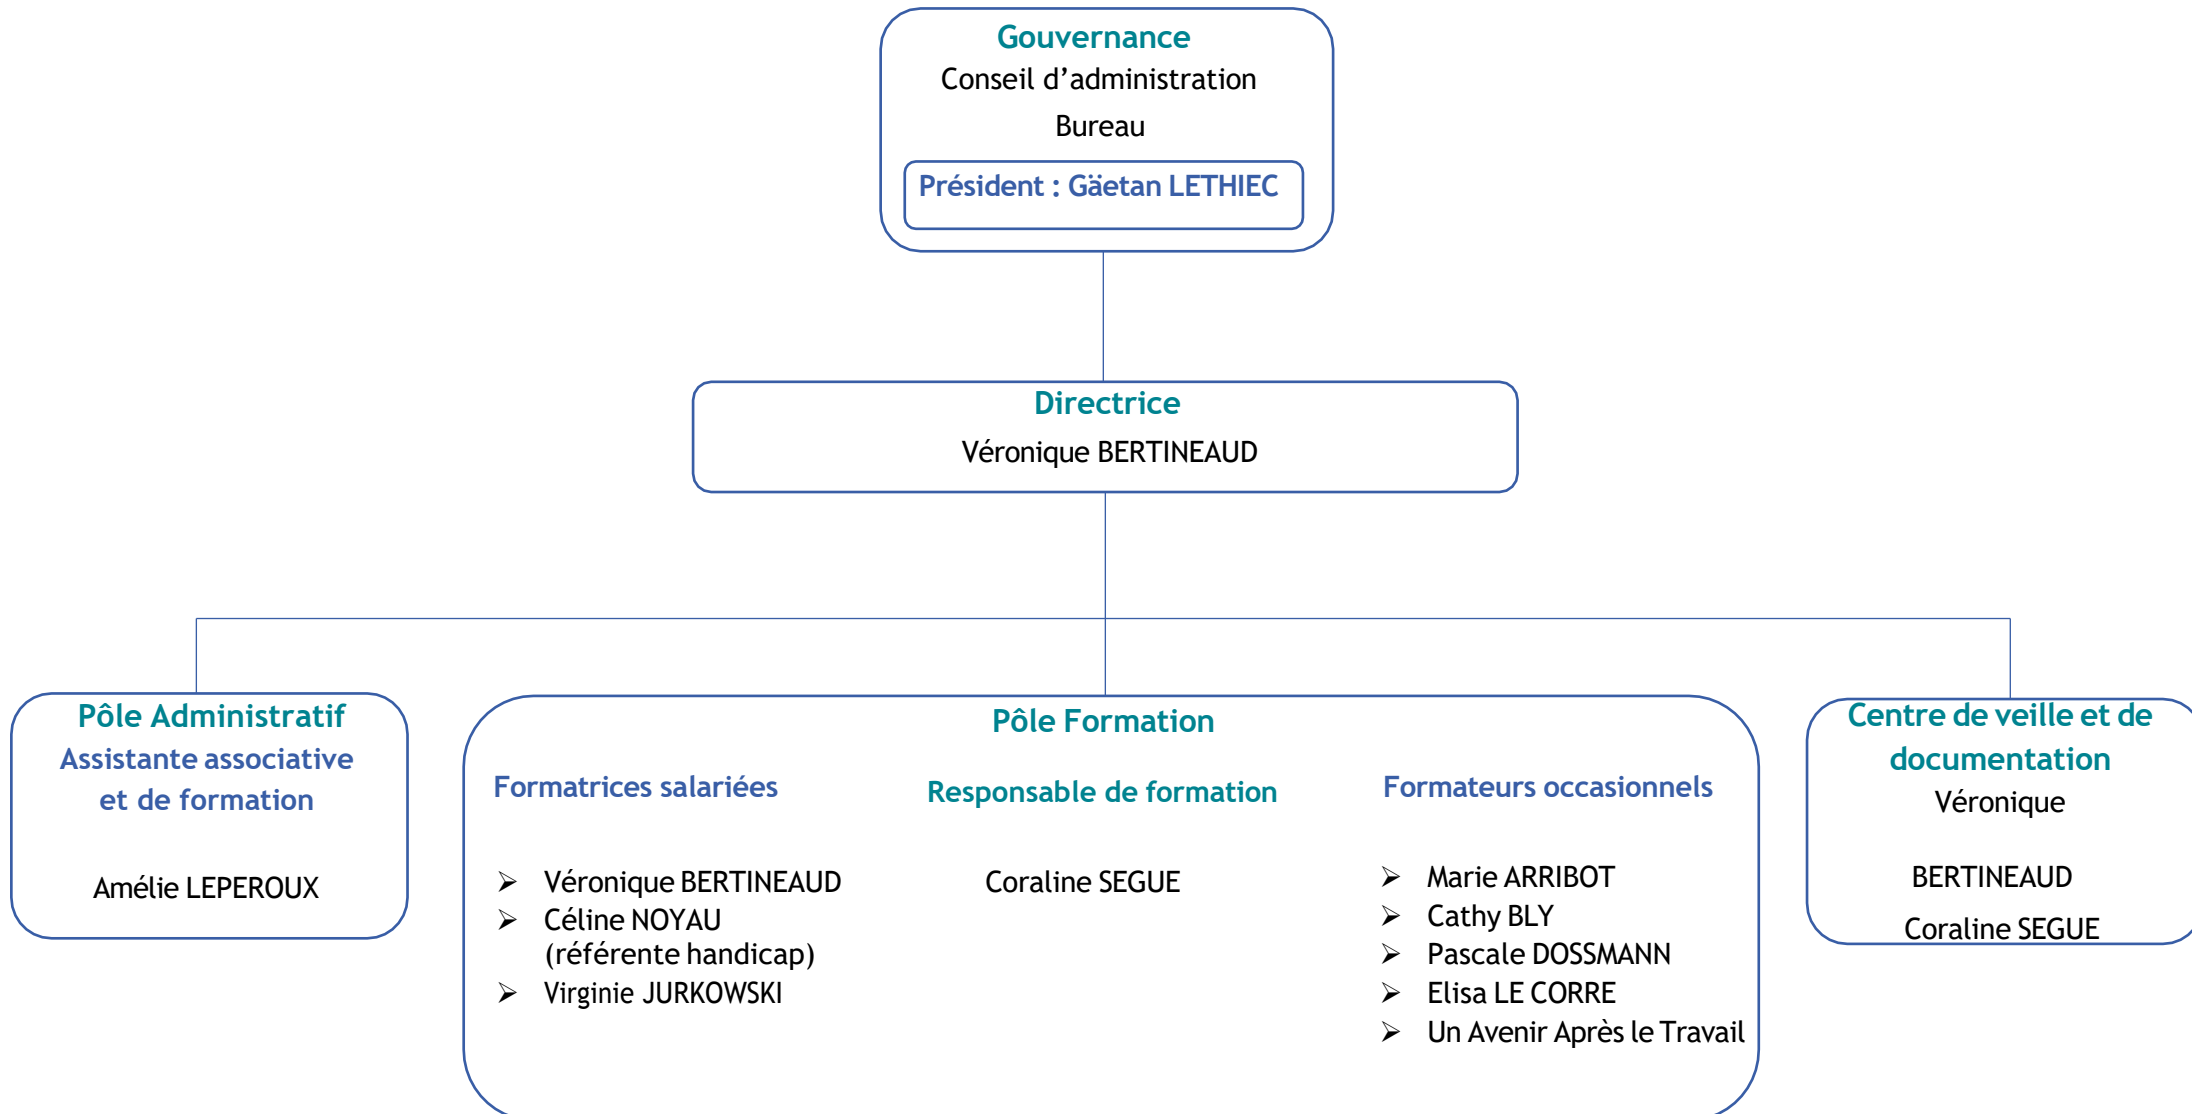 Gouvernance
Conseil d’administration
Bureau
Président : Gäetan LETHIEC
Directrice
Véronique BERTINEAUD
Pôle Administratif
Assistante associative
et de formation
Amélie LEPEROUX
Pôle Formation
Formatrices salariées
➢ Véronique BERTINEAUD
➢ Céline NOYAU
(référente handicap)
➢ Virginie JURKOWSKI
Responsable de formation
Coraline SEGUE
Formateurs occasionnels
➢ Marie ARRIBOT
➢ Cathy BLY
➢ Pascale DOSSMANN
➢ Elisa LE CORRE
➢ Un Avenir Après le Travail
Centre de veille et de
documentation
Véronique
BERTINEAUD
Coraline SEGUE